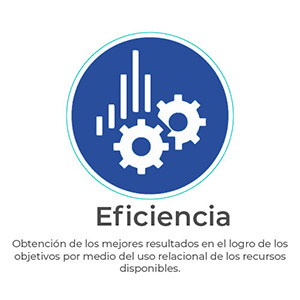 Eficiencia
Obtención de los mejores resultados en el logro de los
objetivos por medio del uso relacional de los recursos
disponibles.